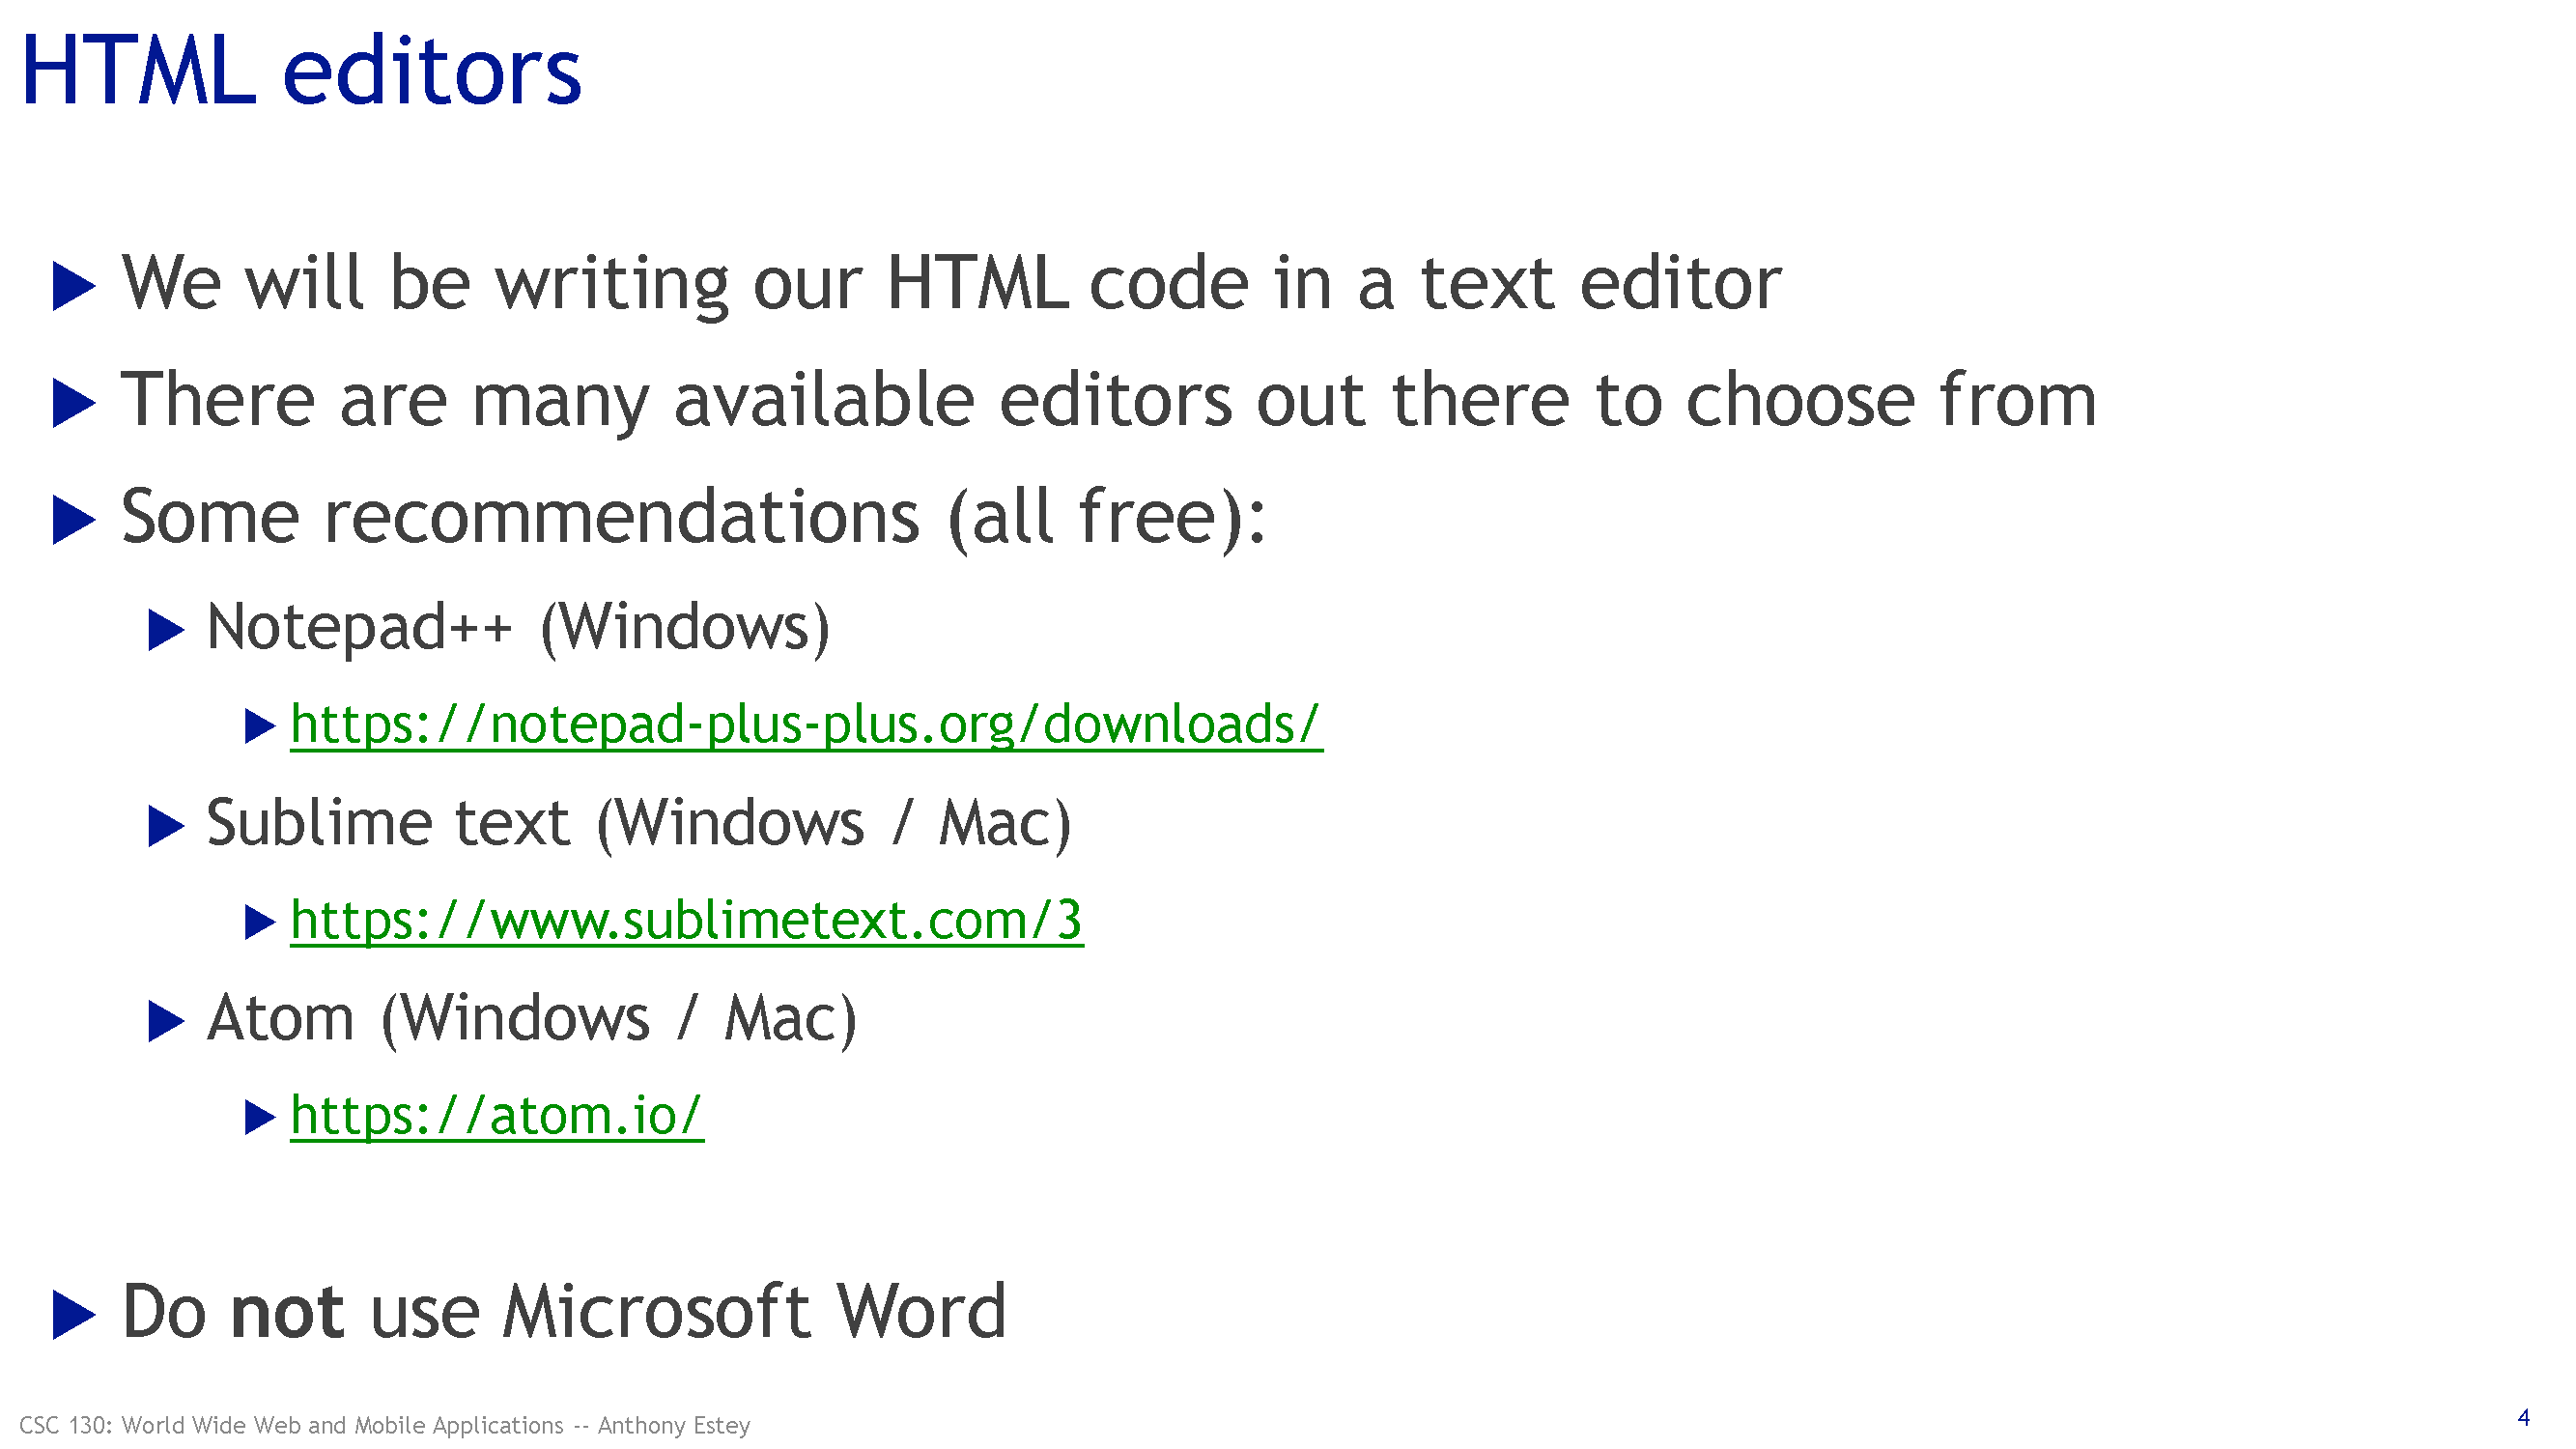 HTML editors
We will be writing our HTML code in a text editor
There are many available editors out there to choose from
Some recommendations (all free):
Notepad++ (Windows)
https://notepad-plus-plus.org/downloads/
Sublime text (Windows / Mac)
https://www.sublimetext.com/3
Atom (Windows / Mac)
https://atom.io/
Do not use Microsoft Word
CSC 130: World Wide Web and Mobile Applications -- Anthony Estey
4